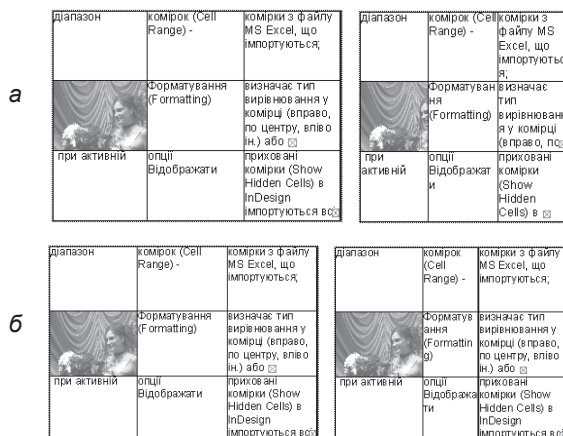 а
діапазон
комірок (Cell
Range) -
комірки з файлу
MS Excel, що
імпортуються;
Форматування
(Formatting)
визначає тип
вирівнювання у
комірці (вправо,
по центру, вліво
ін.) або
при активній
опції
Відображати
приховані
комірки (Show
Hidden Cells) в
InDesign
імпортуються вс
діапазон
комірок (Cell
Range) -
комірки з
файлу MS
Excel, що
імпортуютьс
я;
Форматуван
ня
(Formatting)
визначає
тип
вирівнюванн
я у комірці
(вправо, по
при
активній
опції
Відображат
и
приховані
комірки
(Show
Hidden
Cells) в
б
діапазон
комірок (Cell
Range) -
комірки з файлу
MS Excel, що
імпортуються;
Форматування
(Formatting)
визначає тип
вирівнювання у
комірці (вправо,
по центру, вліво
ін.) або
при активній
опції
Відображати
приховані
комірки (Show
Hidden Cells) в
InDesign
імпортуються вс
діапазон
комірок
(Cell
Range) -
комірки з файлу
MS Excel, що
імпортуються;
Форматув
ання
(Formattin
g)
визначає тип
вирівнювання у
комірці (вправо,
по центру, вліво
ін.) або
при активній
опції
Відобража
ти
приховані
комірки (Show
Hidden Cells) в
InDesign
імпортуються вс